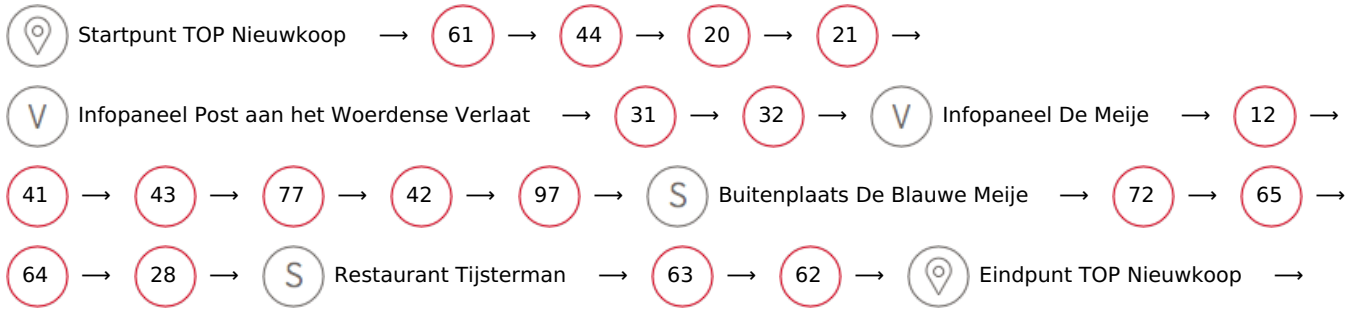 Startpunt TOP Nieuwkoop → 61 → 44 → 20 → 21 →
V Infopaneel Post aan het Woerdense Verlaat → 31 → 32 → V Infopaneel De Meije → 12 →
41 → 43 → 77 → 42 → 97 → S Buitenplaats De Blauwe Meije → 72 → 65 →
64 → 28 → S Restaurant Tijsterman → 63 → 62 → Eindpunt TOP Nieuwkoop →